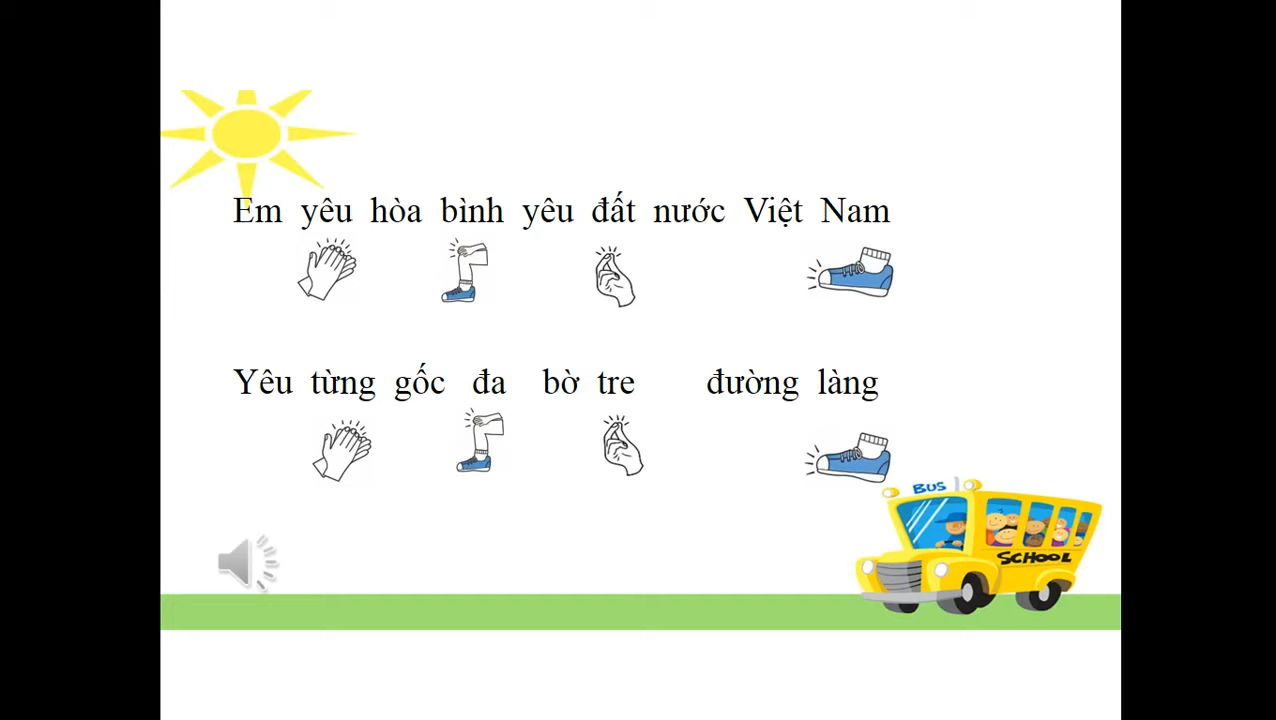 Em yêu hòa bình yêu đất nước Việt Nam
Yêu từng gốc đa bờ tre đường làng
BUS
SCHOOL